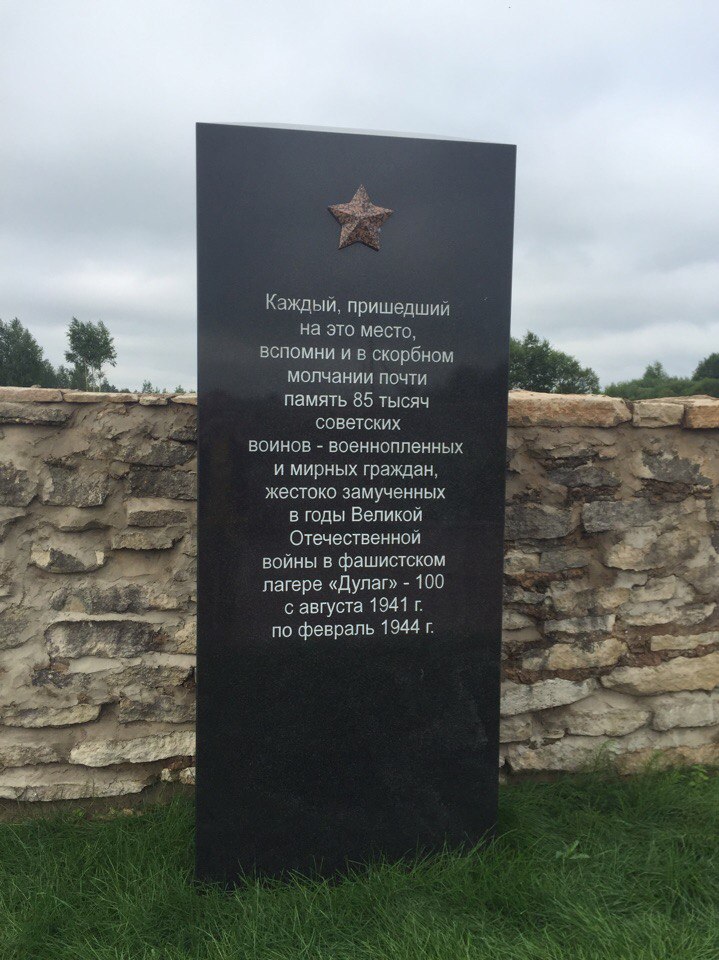 Каждый, пришедший
на это место,
вспомни и в скорбном
молчании почти
память 85 тысяч
советских
воинов - военнопленных
и мирных граждан,
жестоко замученных
в годы Великой
Отечественной
войны в фашистском
лагере «Дулаг» - 100
с августа 1941 г.
по февраль 1944 г.